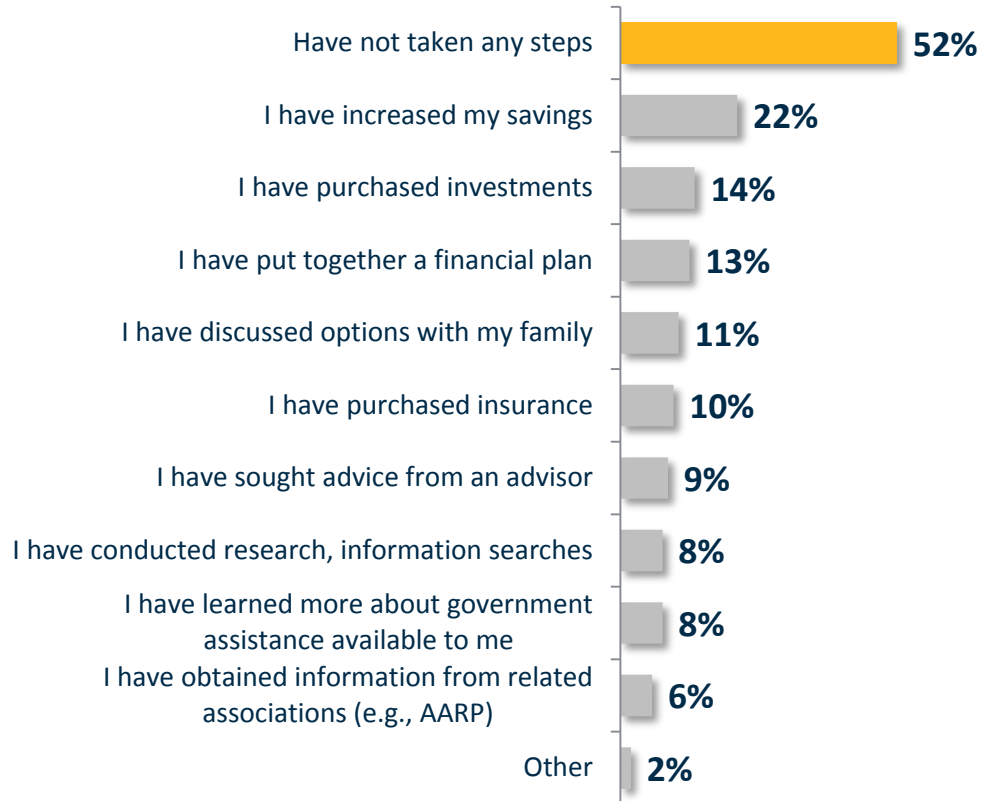 Have not taken any steps 52%
I have increased my savings 22%
I have purchased investments 14%
I have put together a financial plan 13%
I have discussed options with my family 11%
I have purchased insurance 10%
I have sought advice from an advisor 9%
I have conducted research, information searches 8%
I have learned more about government
assistance available to me 8%
I have obtained information from related
associations (e.g., AARP) 6%
Other 2%